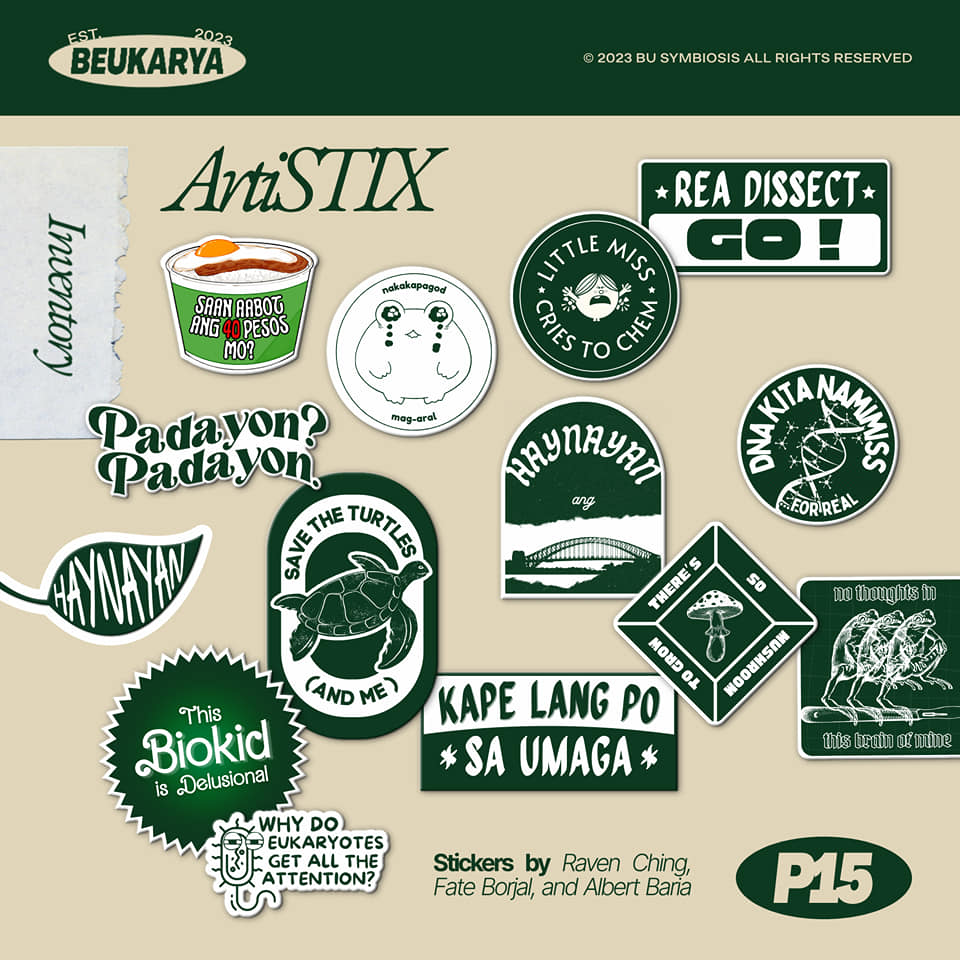 EST. 2023
BEUKARYA
© 2023 BU SYMBIOSIS ALL RIGHTS RESERVED
Inventory
ArtiSTIX
REA DISSECT
GO!
LITTLE MISS
CRIES TO CHEM
SAAN AABOT
ANG 40 PESOS
MO?
nakakapagod
mag-aral
DNA KITA NAMIMISS
FOR REAL
Padayon?
Padayon.
HAYNAYAN
ang
SAVE THE TURTLES
(AND ME)
HAYNAYAN
THERE'S
SO
MUSHROOM
TO GROW
no thoughts in
this brain of mine
KAPE LANG PO
SA UMAGA
This
Biokid
is Delusional
WHY DO
EUKARYOTES
GET ALL THE
ATTENTION?
Stickers by Raven Ching,
Fate Borjal, and Albert Baria
P15